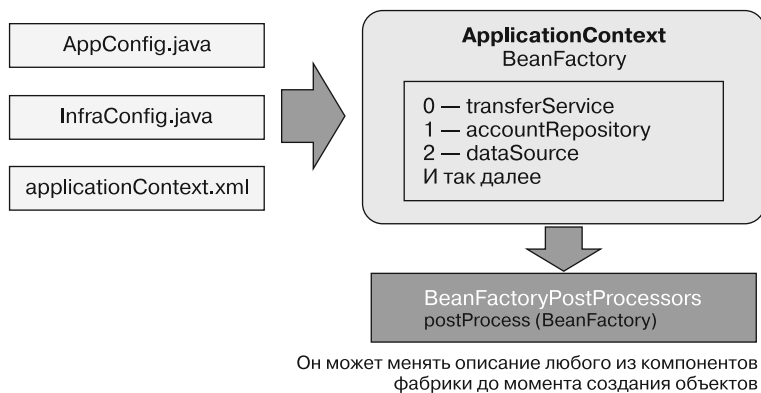 AppConfig.java
InfraConfig.java
applicationContext.xml
ApplicationContext
BeanFactory
0 — transferService
1 — accountRepository
2 — dataSource
И так далее
BeanFactoryPostProcessors
postProcess (BeanFactory)
Он может менять описание любого из компонентов
фабрики до момента создания объектов